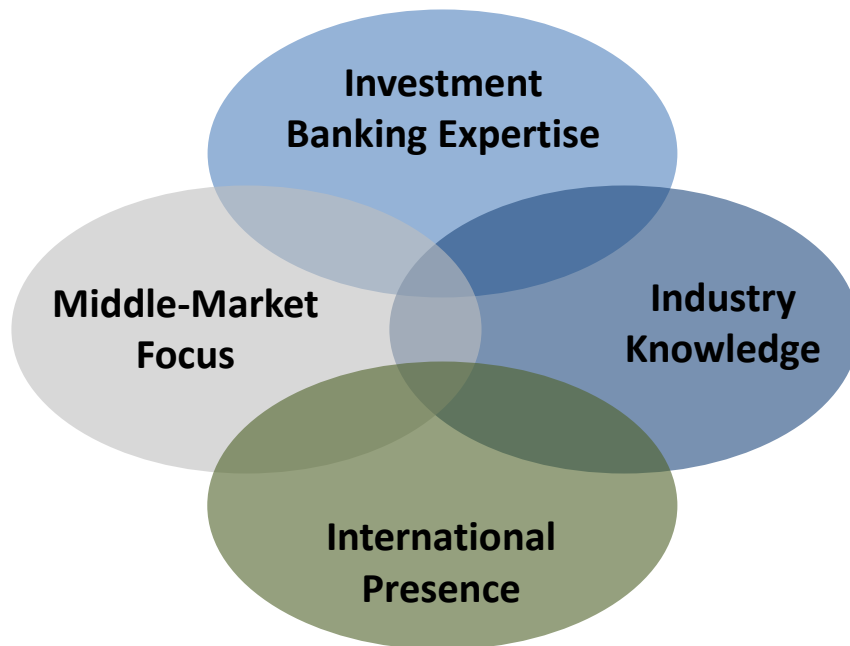 Investment
Banking Expertise
Middle-Market
Focus
Industry
Knowledge
International
Presence